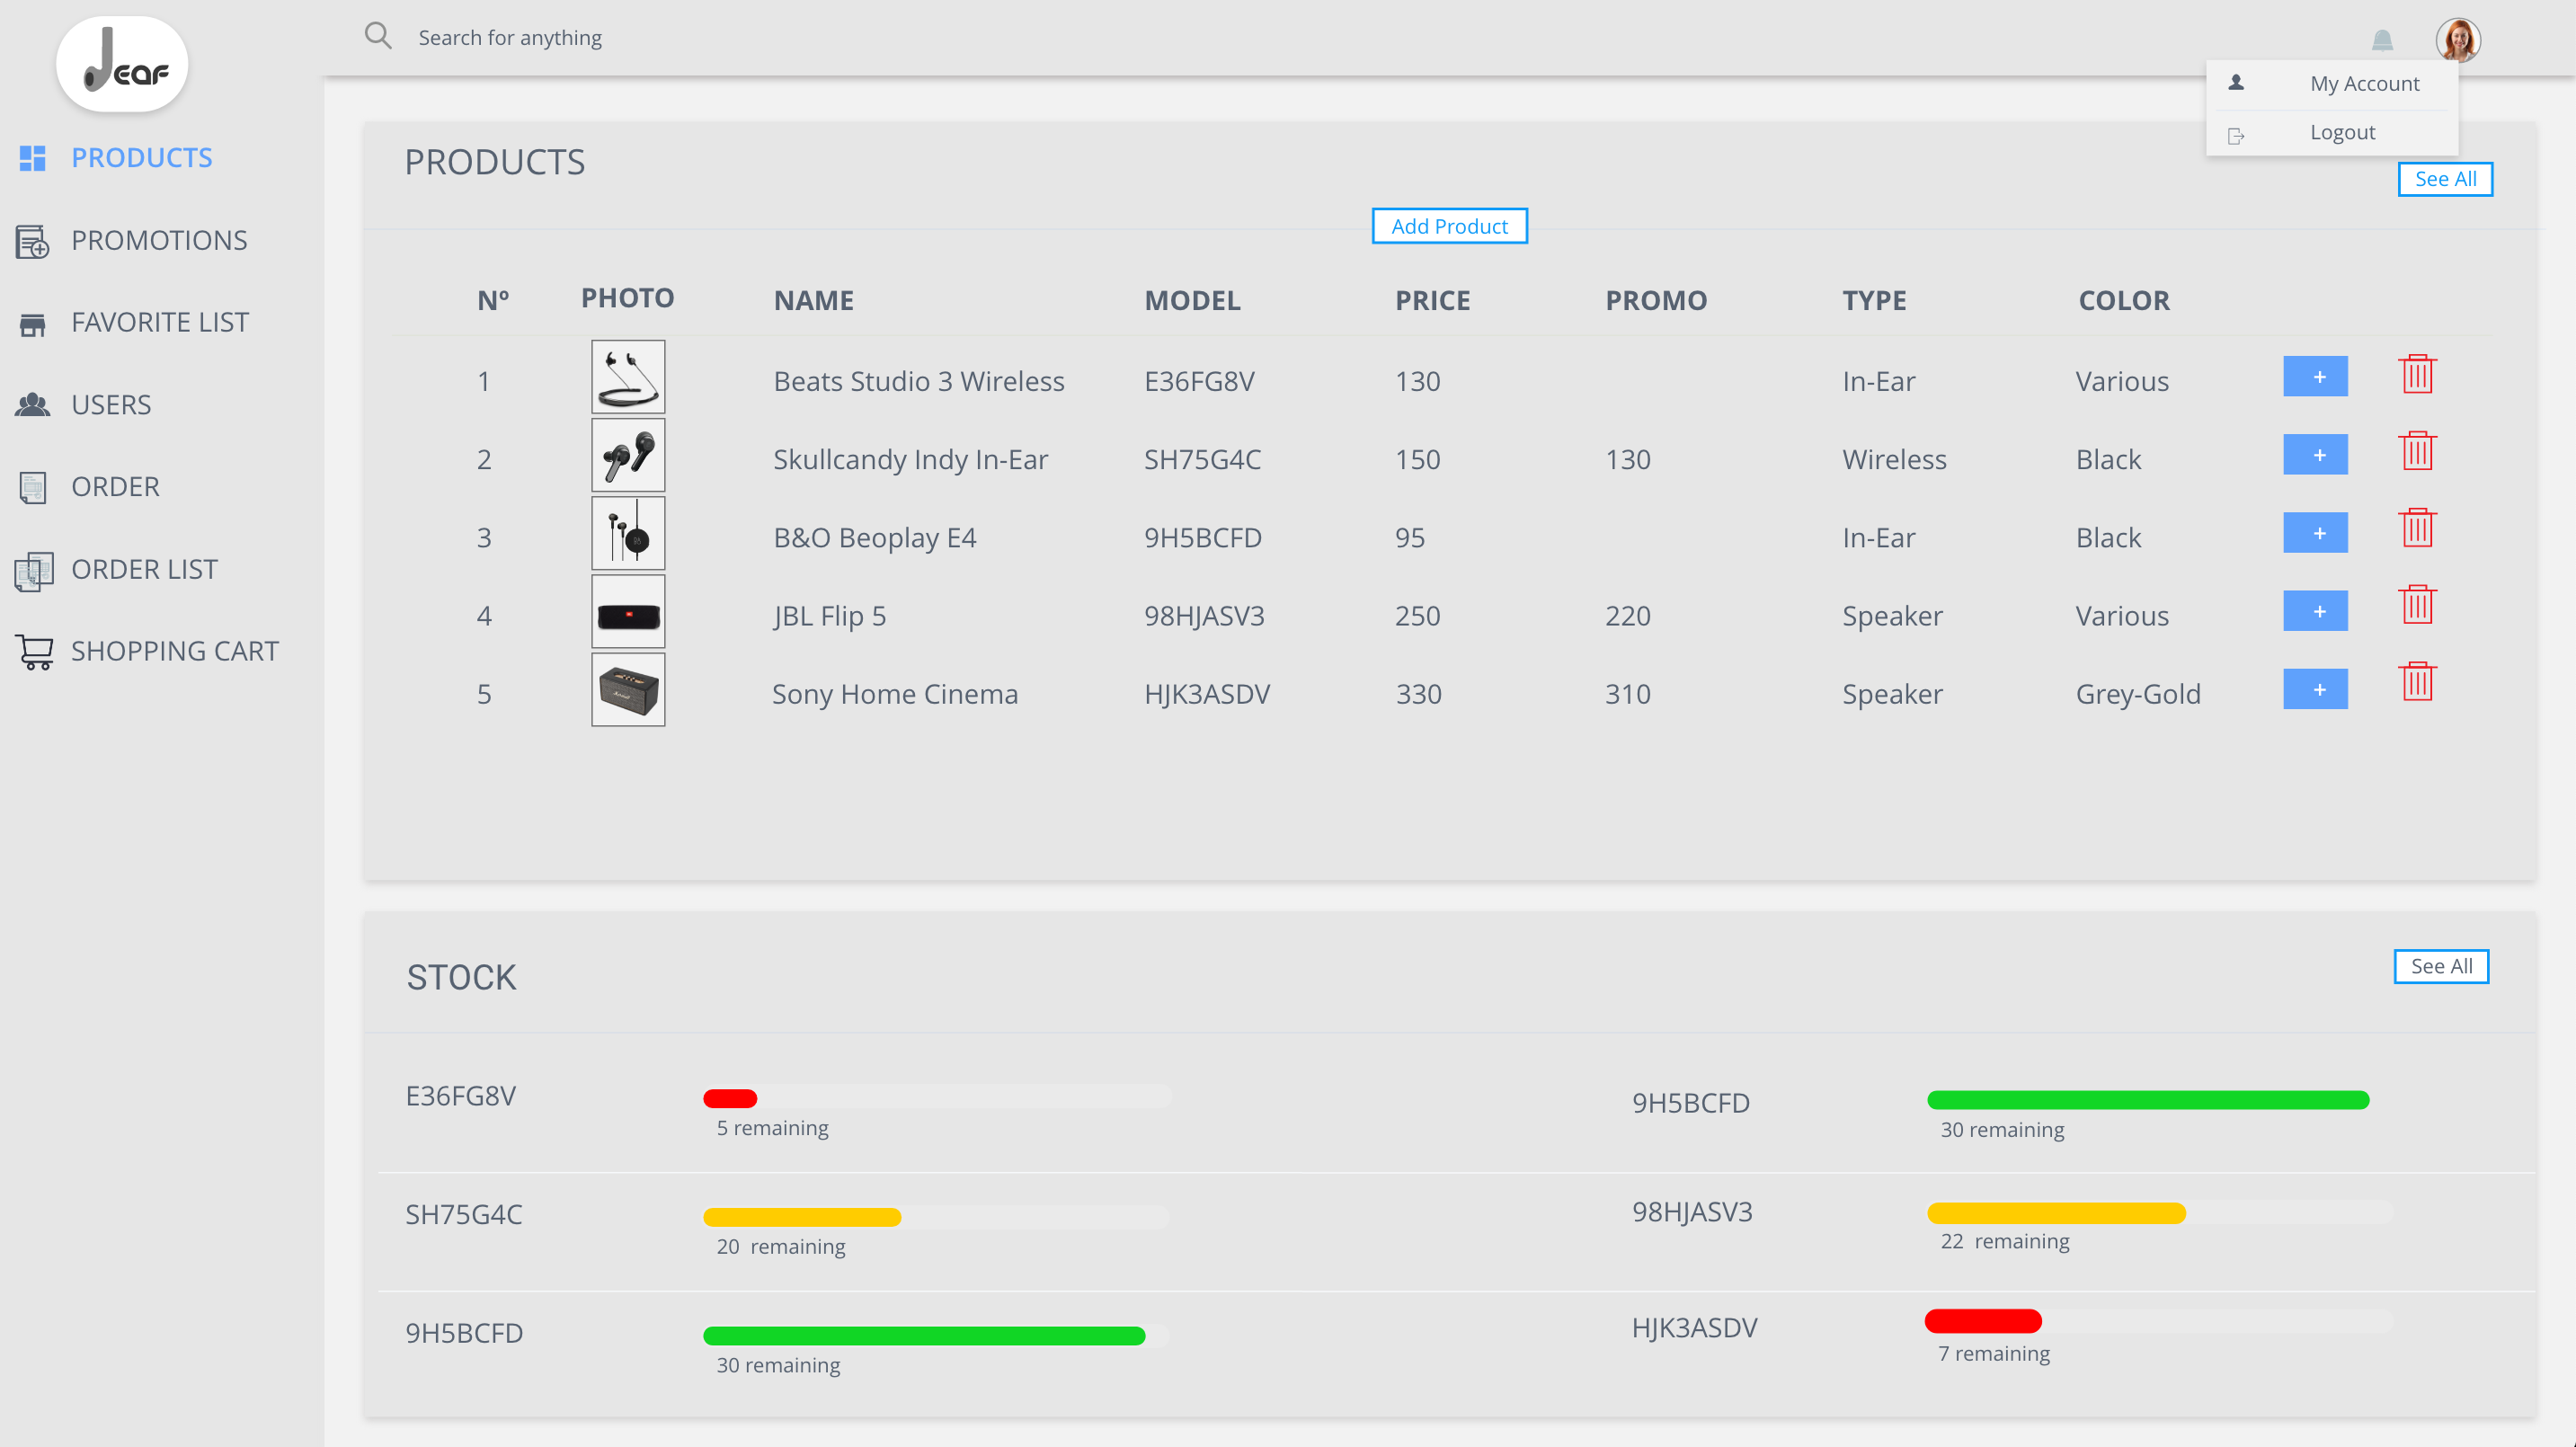 Jear
Search for anything
My Account
Logout
PRODUCTS
PROMOTIONS
FAVORITE LIST
USERS
ORDER
ORDER LIST
SHOPPING CART
PRODUCTS
See All
Add Product
Nº PHOTO NAME MODEL PRICE PROMO TYPE COLOR
1 Beats Studio 3 Wireless E36FG8V 130 In-Ear Various +
2 Skullcandy Indy In-Ear SH75G4C 150 130 Wireless Black +
3 B&O Beoplay E4 9H5BCFD 95 In-Ear Black +
4 JBL Flip 5 98HJASV3 250 220 Speaker Various +
5 Sony Home Cinema HJK3ASDV 330 310 Speaker Grey-Gold +
STOCK
See All
E36FG8V
5 remaining
9H5BCFD
30 remaining
SH75G4C
20 remaining
98HJASV3
22 remaining
9H5BCFD
30 remaining
HJK3ASDV
7 remaining